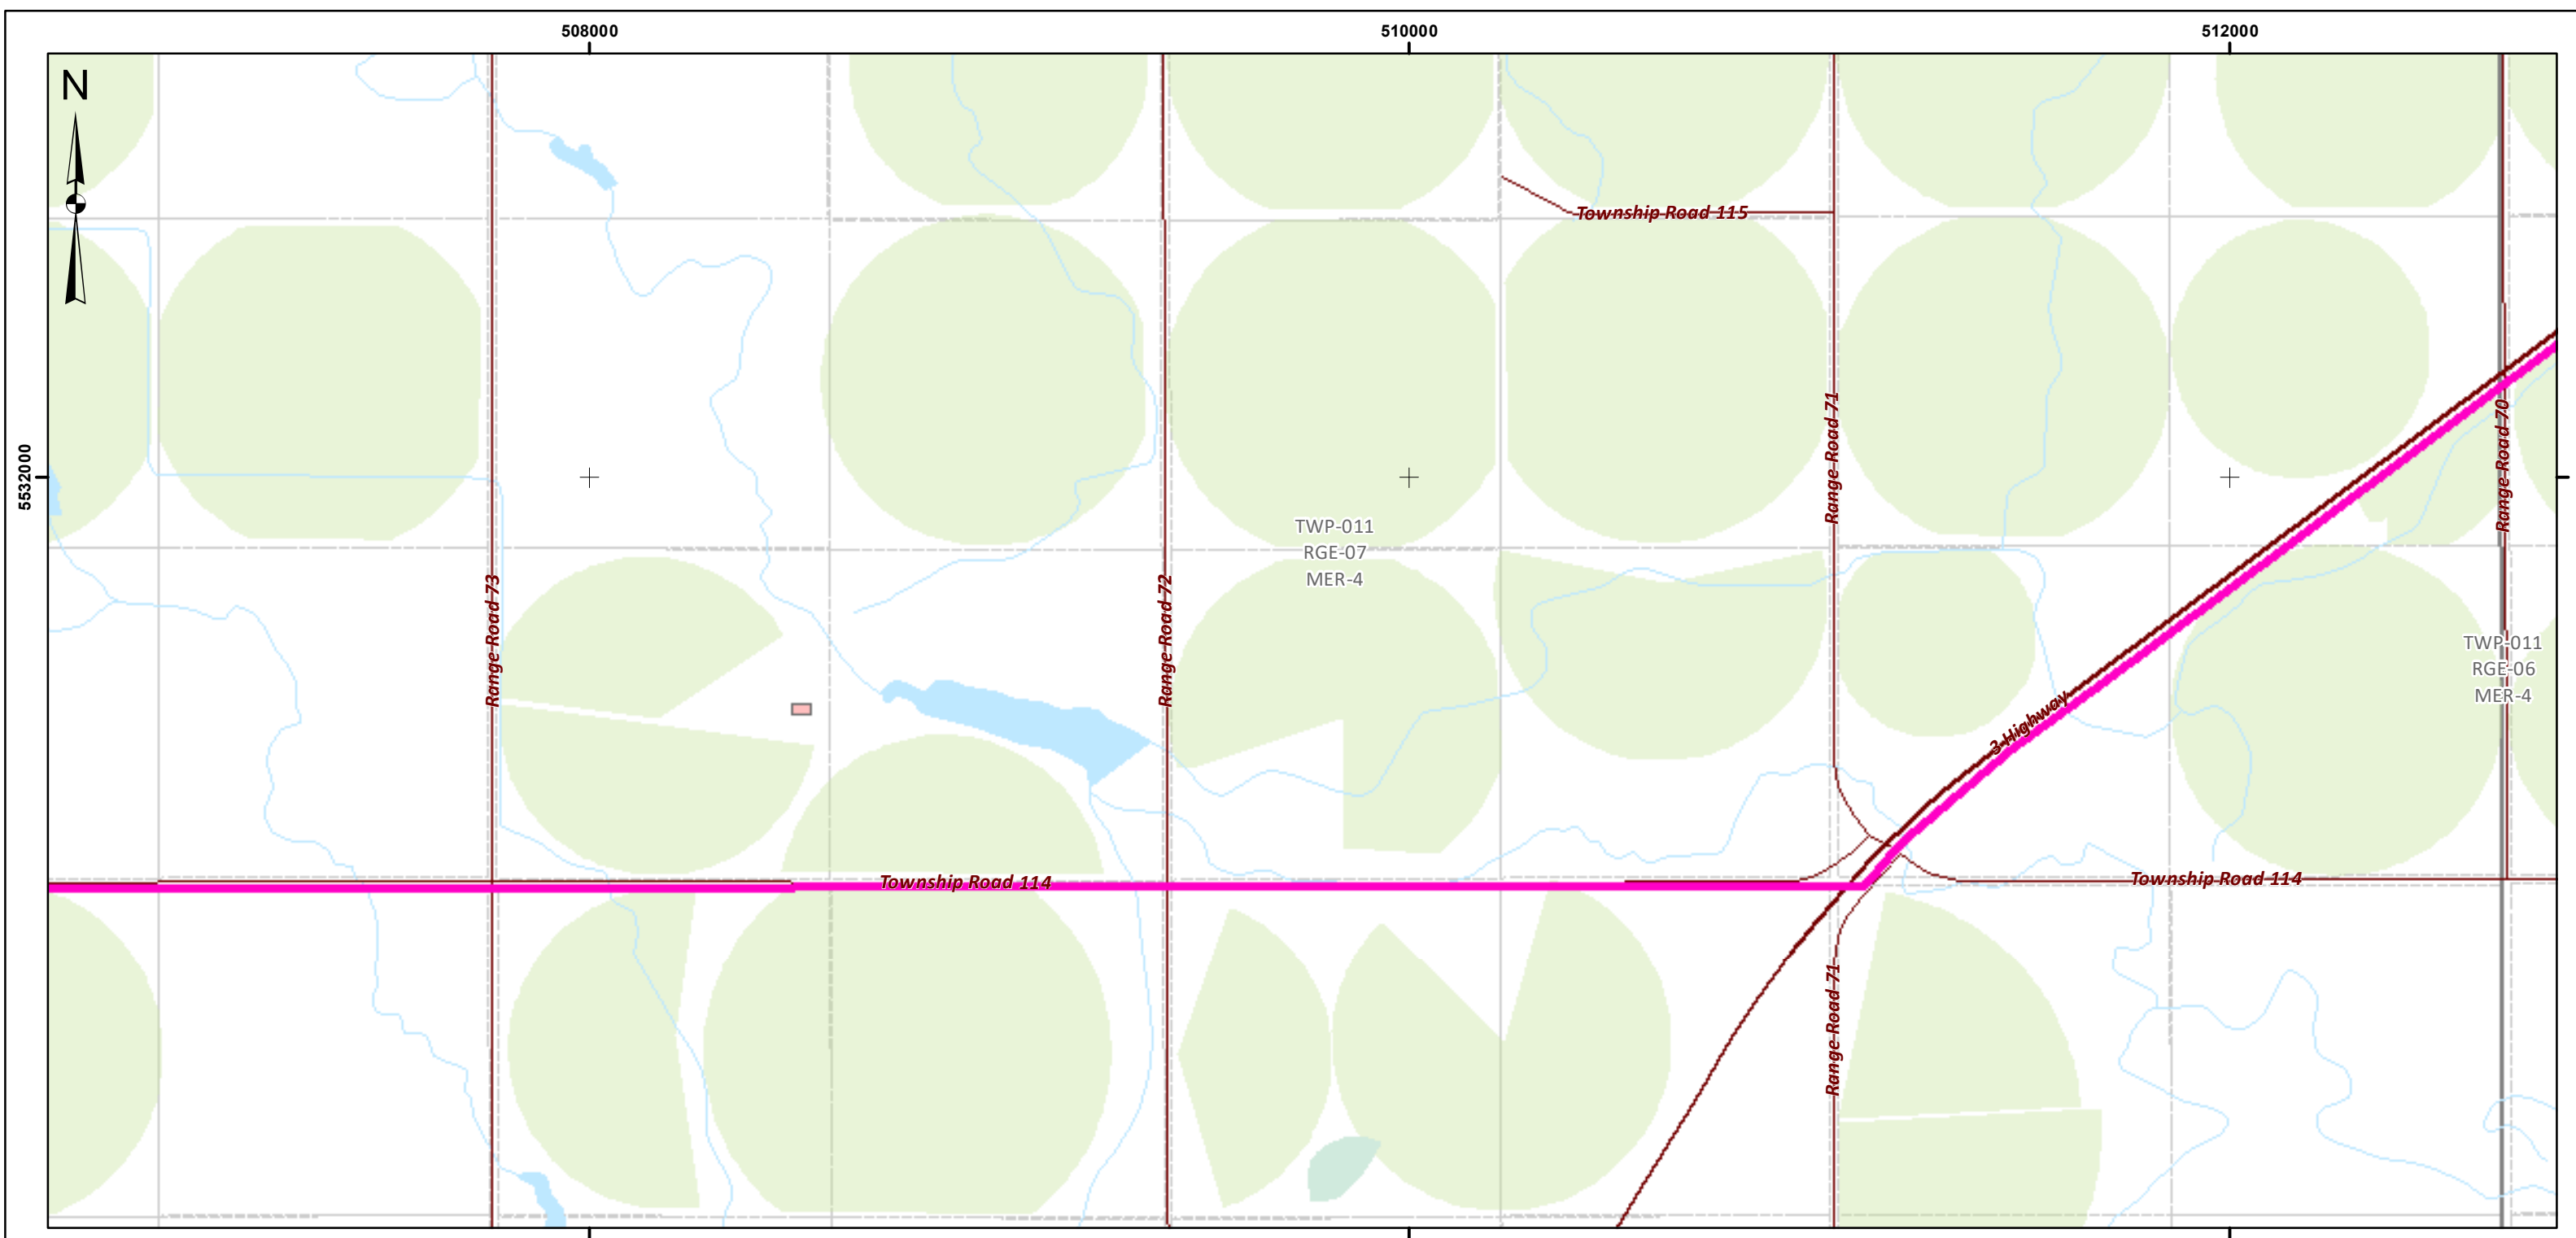 508000
510000
512000
N
Township Road 115
Range Road 71
Range Road 70
5532000
TWP-011
RGE-07
MER-4
Range Road 73
Range Road 72
TWP-011
RGE-06
MER-4
3 Highway
Township Road 114
Township Road 114
Range Road 71